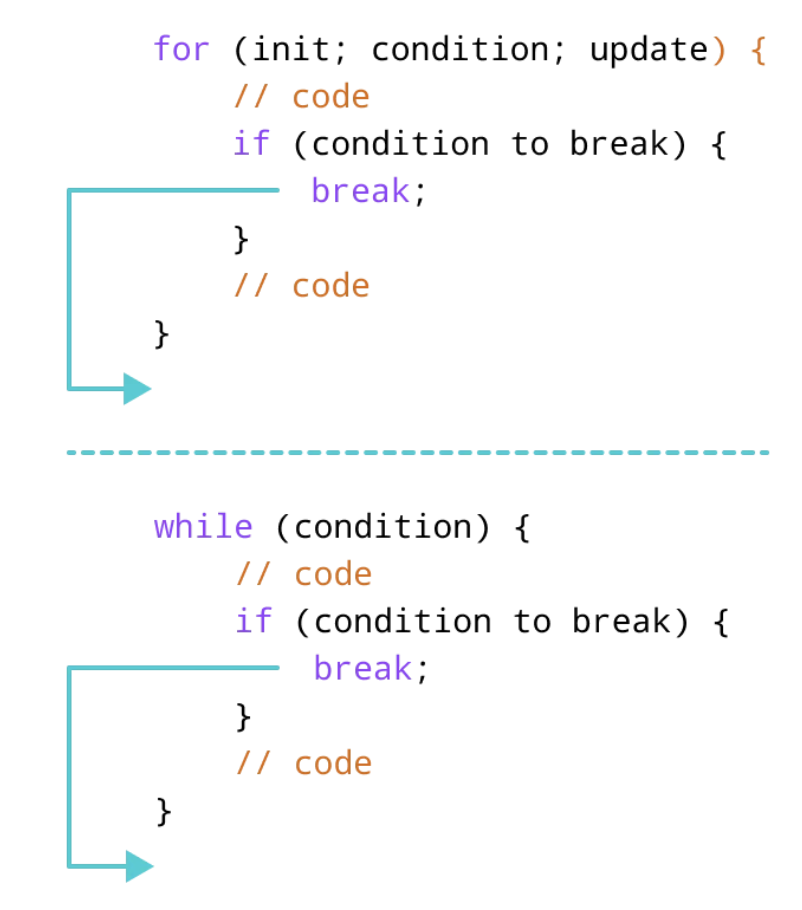 for (init; condition; update) {
    // code
    if (condition to break) {
        break;
    }
    // code
}
while (condition) {
    // code
    if (condition to break) {
        break;
    }
    // code
}